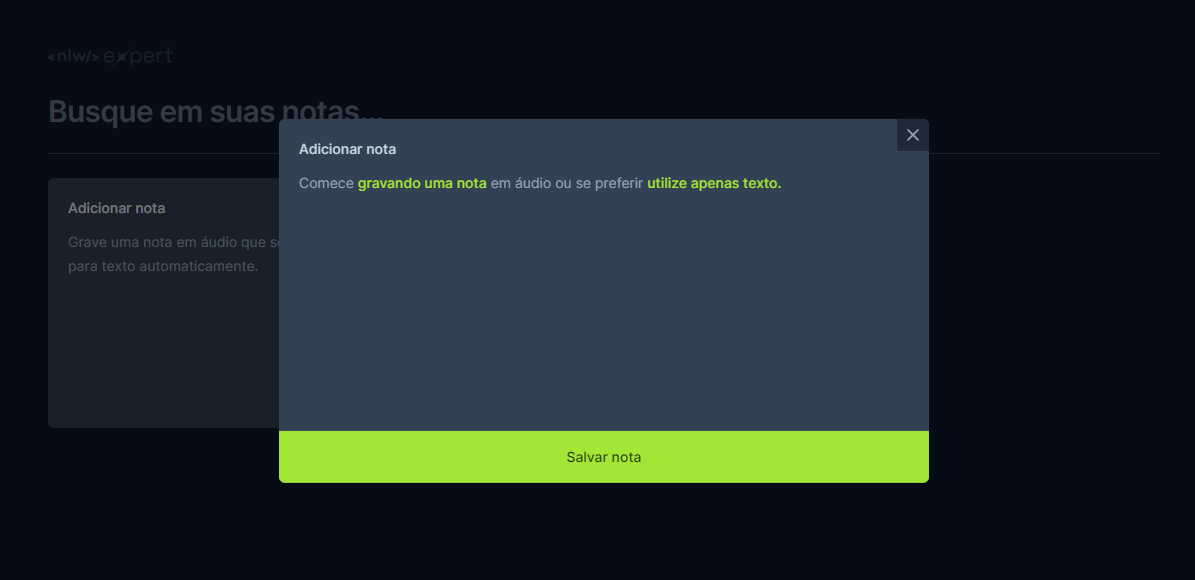 <nlw/> expert
Busque em suas notas...
Adicionar nota
Grave uma nota em áudio que
para texto automaticamente.
Adicionar nota
Comece gravando uma nota em áudio ou se preferir utilize apenas texto.
Salvar nota